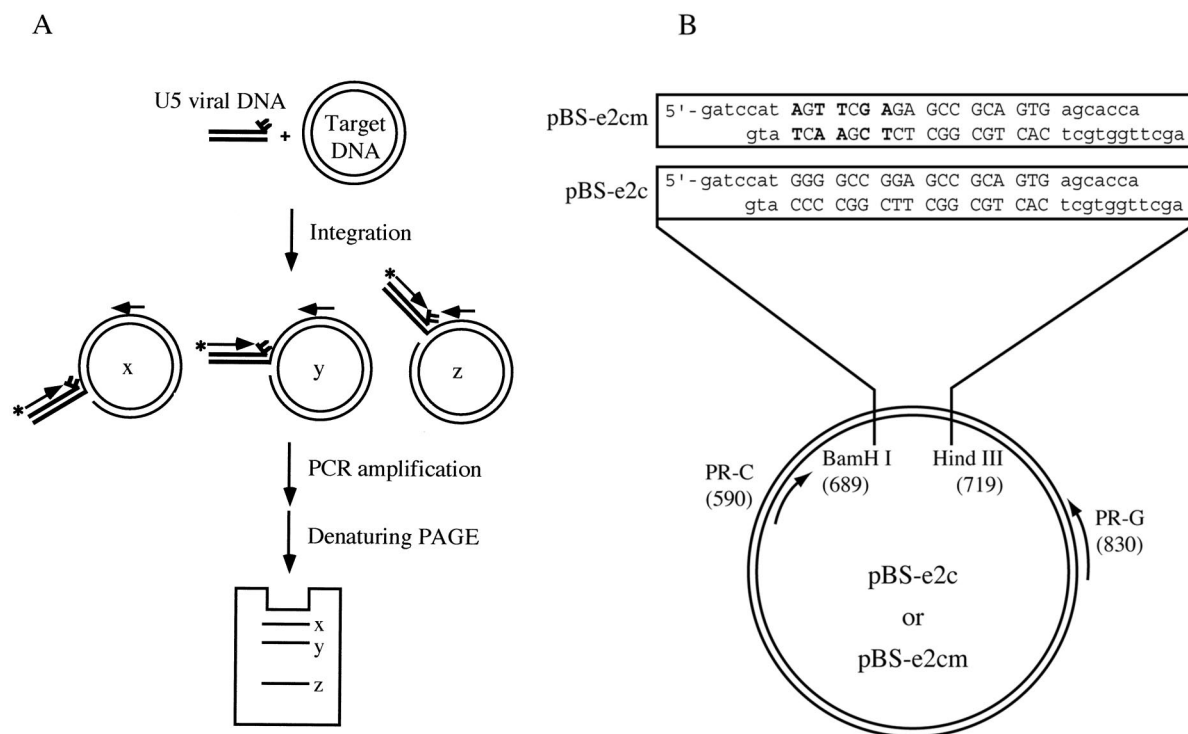 A
U5 viral DNA
+
Target
DNA
Integration
*
x
*
y
*
z
PCR amplification
Denaturing PAGE
x
y
z
B
pBS-e2cm
5'-gatccat AGT TCG AGA GCC GCA GTG agcacca
gta TCA AGC TCT CGG CGT CAC tcgtggttcga
pBS-e2c
5'-gatccat GGG GCC GGA GCC GCA GTG agcacca
gta CCC CGG CTT CGG CGT CAC tcgtggttcga
BamH I
(689)
Hind III
(719)
PR-C
(590)
PR-G
(830)
pBS-e2c
or
pBS-e2cm